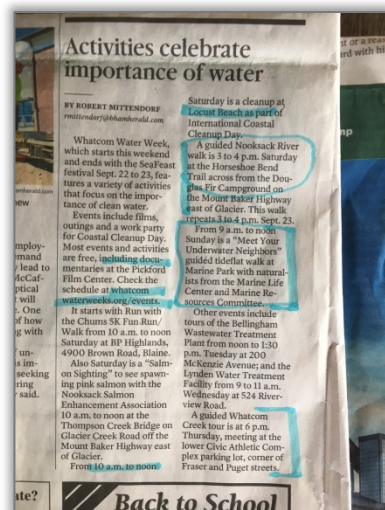 Activities celebrate
importance of water
BY ROBERT MITTENDORF
rmittendorf@bhamherald.com
Whatcom Water Week,
which starts this weekend
and ends with the SeaFeast
festival Sept. 22 to 23, fea-
tures a variety of activities
that focus on the impor-
tance of clean water.
Events include films,
outings and a work party
for Coastal Cleanup Day.
Most events and activities
are free, including docu-
mentaries at the Pickford
Film Center. Check the
schedule at whatcom
waterweeks.org/events.
It starts with Run with
the Chums 5K Fun Run/
Walk from 10 a.m. to noon
Saturday at BP Highlands,
4900 Brown Road, Blaine.
Also Saturday is a "Salm-
on Sighting" to see spawn-
ing pink salmon with the
Nooksack Salmon
Enhancement Association
10 a.m. to noon at the
Thompson Creek Bridge on
Glacier Creek Road off the
Mount Baker Highway east
of Glacier.
From 10 a.m. to noon
Saturday is a cleanup at
Locust Beach as part of
International Coastal
Cleanup Day.
A guided Nooksack River
walk is 3 to 4 p.m. Saturday
at the Horseshoe Bend
Trail across from the Dou-
glas Fir Campground on
the Mount Baker Highway
east of Glacier. This walk
repeats 3 to 4 p.m. Sept. 23.
From 9 a.m. to noon
Sunday is a "Meet Your
Underwater Neighbors"
guided tideflat walk at
Marine Park with natural-
ists from the Marine Life
Center and Marine Re-
sources Committee.
Other events include
tours of the Bellingham
Wastewater Treatment
Plant from noon to 1:30
p.m. Tuesday at 200
McKenzie Avenue; and the
Lynden Water Treatment
Facility from 9 to 11 a.m.
Wednesday at 524 River-
view Road.
A guided Whatcom
Creek tour is at 6 p.m.
Thursday, meeting at the
lower Civic Athletic Com-
plex parking lot, corner of
Fraser and Puget streets.
Back to School